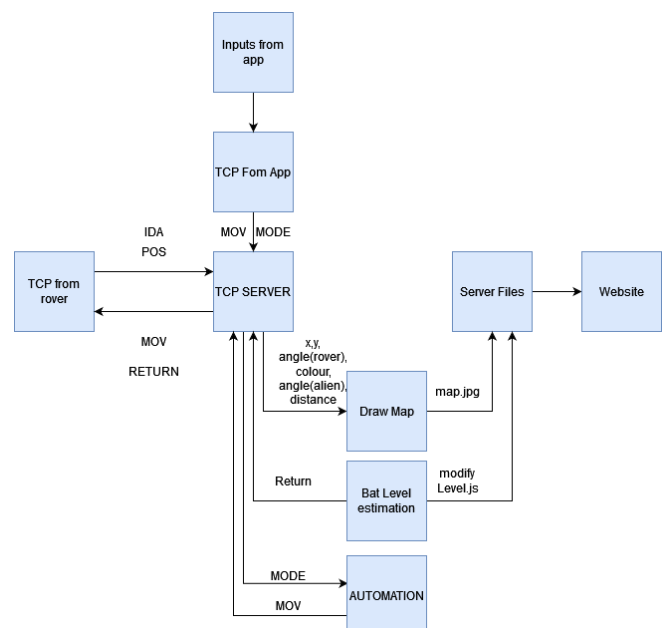 Inputs from
app
TCP Fom App
MOV MODE
IDA
POS
TCP from
rover
TCP SERVER
Server Files
Website
MOV
RETURN
x,y,
angle(rover),
colour,
angle(alien),
distance
Draw Map
map.jpg
Return
Bat Level
estimation
modify
Level.js
MODE
MOV
AUTOMATION